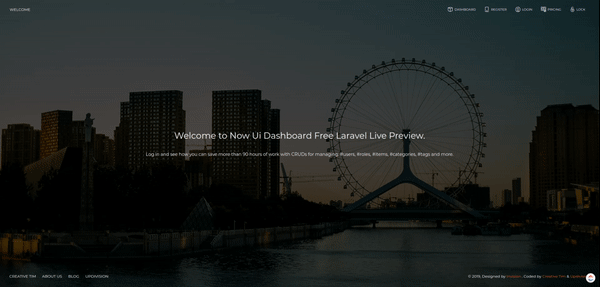 WELCOME
DASHBOARD REGISTER LOGIN PRICING LOCK
Welcome to Now Ui Dashboard Free Laravel Live Preview.
Log in and see how you can save more than 90 hours of work with CRUDs for managing: #users, #roles, #items, #categories, #tags and more.
CREATIVE TIM ABOUT US BLOG UPDIVISION
© 2019, Designed by Invision. Coded by Creative Tim &